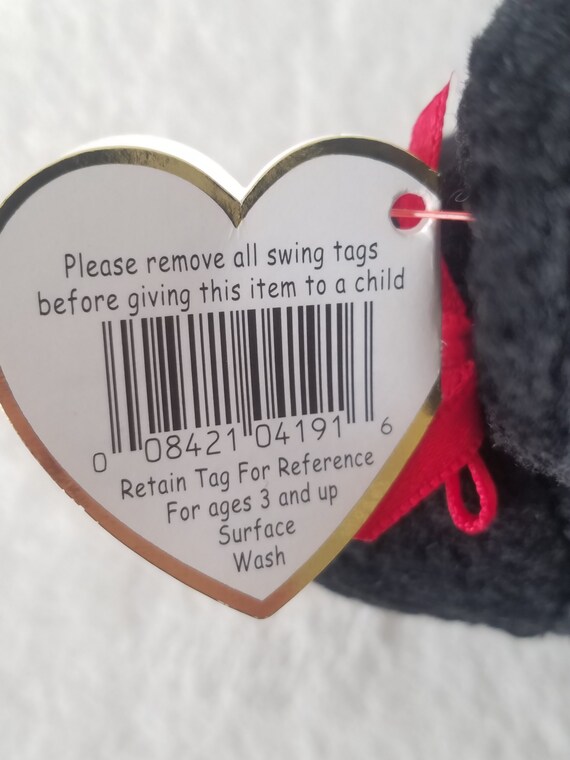 Please remove all swing tags
before giving this item to a child
0 08421 04191 6
Retain Tag For Reference
For ages 3 and up
Surface
Wash